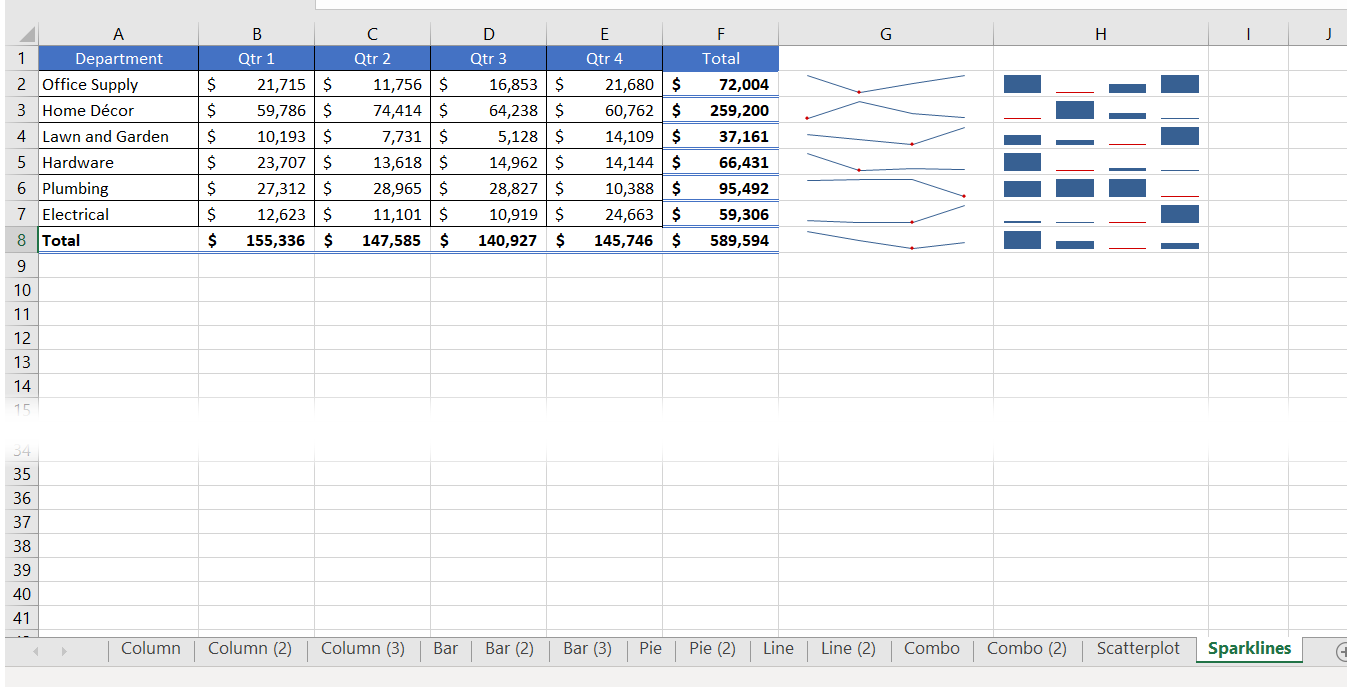 A B C D E F G H I J
1 Department Qtr 1 Qtr 2 Qtr 3 Qtr 4 Total
2 Office Supply $ 21,715 $ 11,756 $ 16,853 $ 21,680 $ 72,004
3 Home Décor $ 59,786 $ 74,414 $ 64,238 $ 60,762 $ 259,200
4 Lawn and Garden $ 10,193 $ 7,731 $ 5,128 $ 14,109 $ 37,161
5 Hardware $ 23,707 $ 13,618 $ 14,962 $ 14,144 $ 66,431
6 Plumbing $ 27,312 $ 28,965 $ 28,827 $ 10,388 $ 95,492
7 Electrical $ 12,623 $ 11,101 $ 10,919 $ 24,663 $ 59,306
8 Total $ 155,336 $ 147,585 $ 140,927 $ 145,746 $ 589,594
9
10
11
12
13
14
15
34
35
36
37
38
39
40
41
Column Column (2) Column (3) Bar Bar (2) Bar (3) Pie Pie (2) Line Line (2) Combo Combo (2) Scatterplot Sparklines